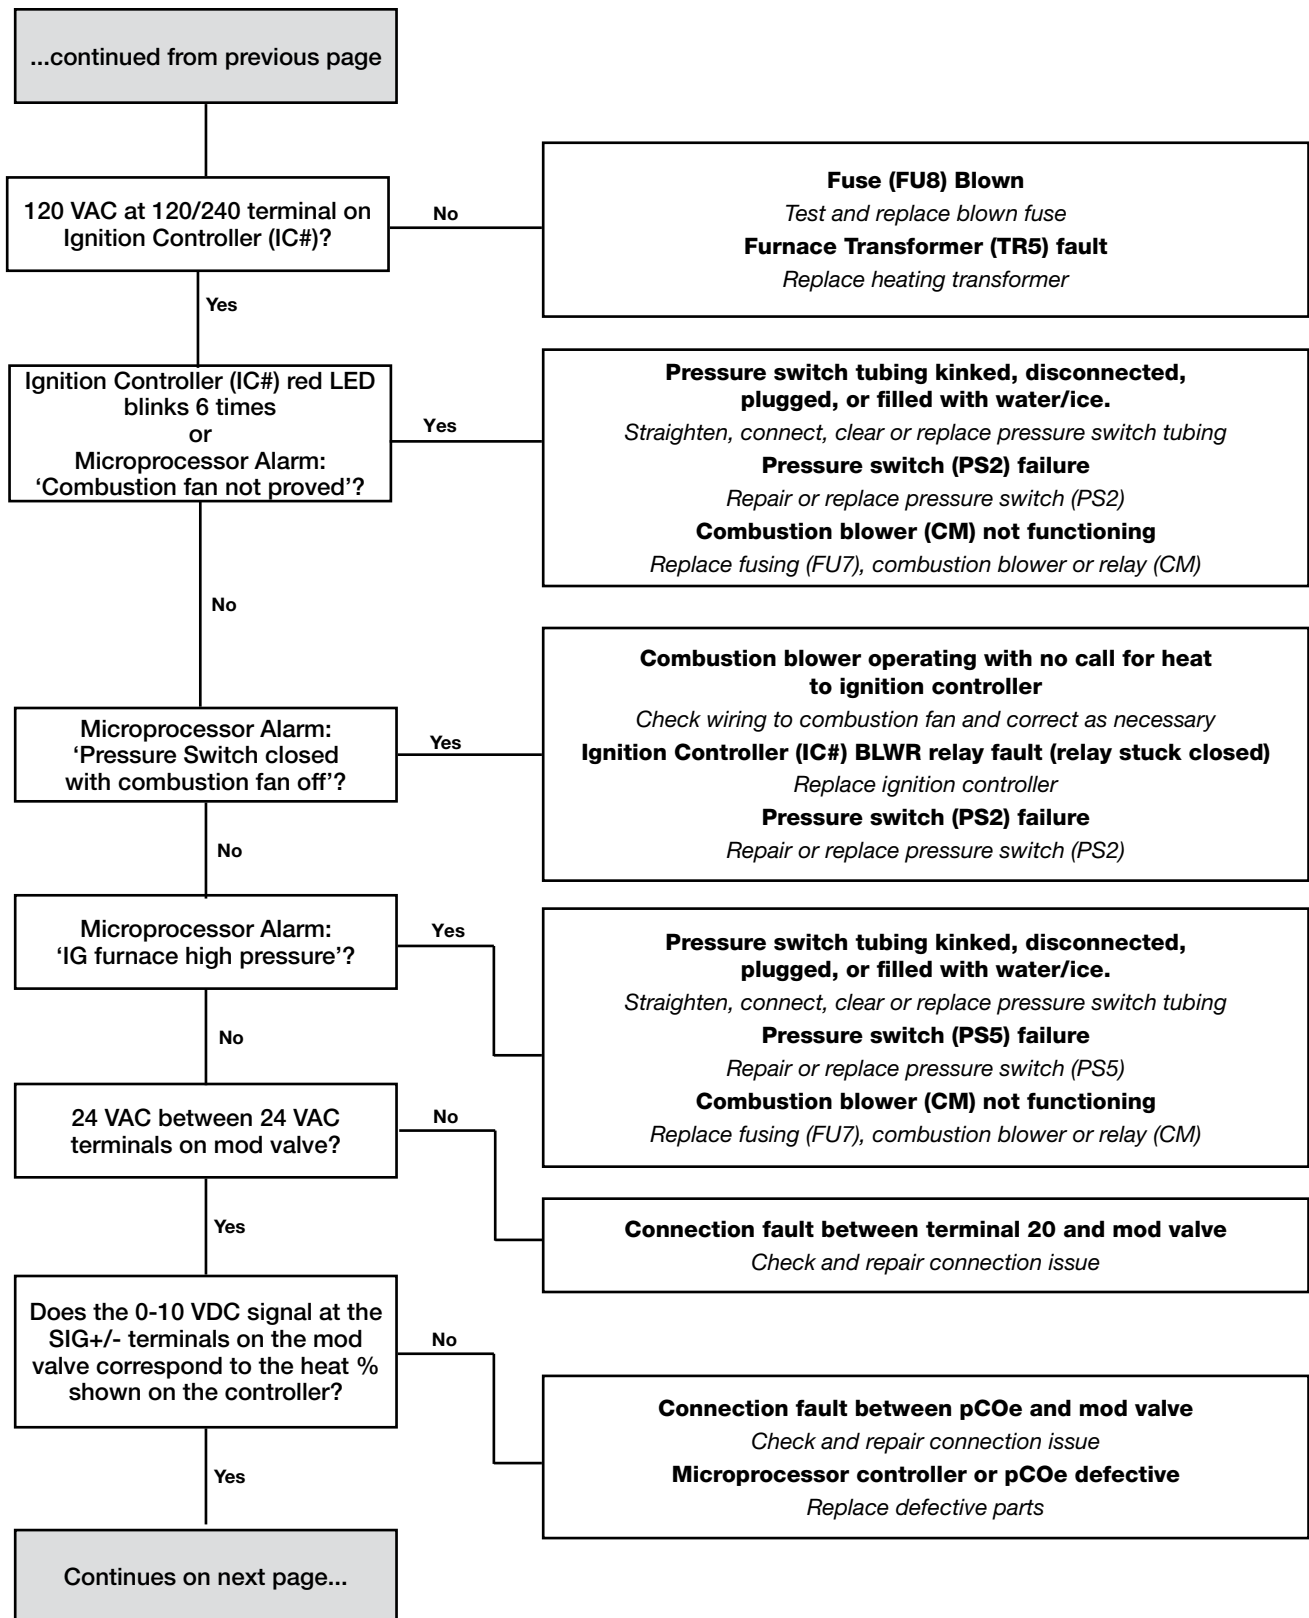 ...continued from previous page
120 VAC at 120/240 terminal on
Ignition Controller (IC#)?
No
Fuse (FU8) Blown
Test and replace blown fuse
Furnace Transformer (TR5) fault
Replace heating transformer
Yes
Ignition Controller (IC#) red LED
blinks 6 times
or
Microprocessor Alarm:
‘Combustion fan not proved’?
Yes
Pressure switch tubing kinked, disconnected,
plugged, or filled with water/ice.
Straighten, connect, clear or replace pressure switch tubing
Pressure switch (PS2) failure
Repair or replace pressure switch (PS2)
Combustion blower (CM) not functioning
Replace fusing (FU7), combustion blower or relay (CM)
No
Microprocessor Alarm:
‘Pressure Switch closed
with combustion fan off’?
Yes
Combustion blower operating with no call for heat
to ignition controller
Check wiring to combustion fan and correct as necessary
Ignition Controller (IC#) BLWR relay fault (relay stuck closed)
Replace ignition controller
Pressure switch (PS2) failure
Repair or replace pressure switch (PS2)
No
Microprocessor Alarm:
‘IG furnace high pressure’?
Yes
Pressure switch tubing kinked, disconnected,
plugged, or filled with water/ice.
Straighten, connect, clear or replace pressure switch tubing
Pressure switch (PS5) failure
Repair or replace pressure switch (PS5)
Combustion blower (CM) not functioning
Replace fusing (FU7), combustion blower or relay (CM)
No
24 VAC between 24 VAC
terminals on mod valve?
No
Connection fault between terminal 20 and mod valve
Check and repair connection issue
Yes
Does the 0-10 VDC signal at the
SIG+/- terminals on the mod
valve correspond to the heat %
shown on the controller?
No
Connection fault between pCOe and mod valve
Check and repair connection issue
Microprocessor controller or pCOe defective
Replace defective parts
Yes
Continues on next page...